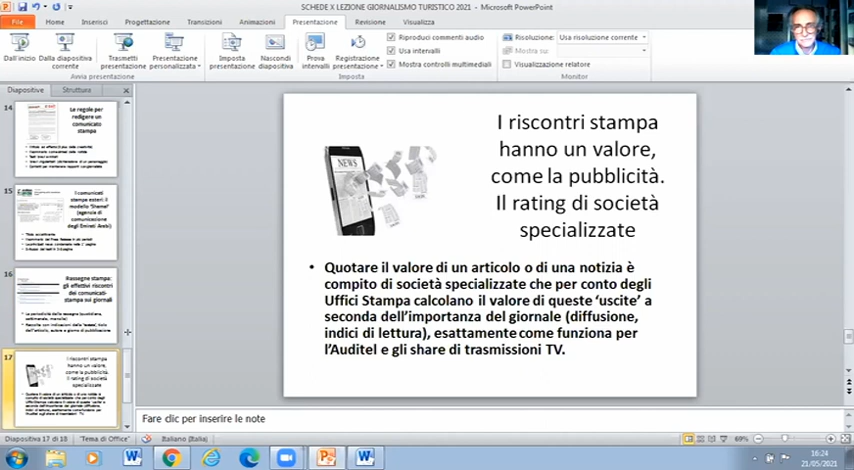 SCHEDE X LEZIONE GIORNALISMO TURISTICO 2021 - Microsoft PowerPoint
File Home Inserisci Progettazione Transizioni Animazioni Presentazione Revisione Visualizza
Dall'inizio
Dalla diapositiva corrente
Trasmetti presentazione
Presentazione personalizzata
Avvia presentazione
Imposta presentazione
Nascondi diapositiva
Prova intervalli
Registrazione presentazione
Riproduci commenti audio
Usa intervalli
Mostra controlli multimediali
Imposta
Risoluzione: Usa risoluzione corrente
Mostra su:
Visualizzazione relatore
Monitor
Diapositive Struttura
14
Le regole per
redigere un
comunicato
stampa
15
I comunicati
stampa esteri: il
modello
(agenzia di
comunicazione
degli Emirati Arabi)
16
Rassegne stampa:
gli effettivi riscontri
dei comunicati-
stampa sui giornali
17
I riscontri stampa
hanno un valore,
come la pubblicità.
Il rating di società
specializzate
NEWS
I riscontri stampa
hanno un valore,
come la pubblicità.
Il rating di società
specializzate
• Quotare il valore di un articolo o di una notizia è
compito di società specializzate che per conto degli
Uffici Stampa calcolano il valore di queste 'uscite' a
seconda dell'importanza del giornale (diffusione,
indici di lettura), esattamente come funziona per
l'Auditel e gli share di trasmissioni TV.
Fare clic per inserire le note
Diapositiva 17 di 18 "Tema di Office" Italiano (Italia) 69%
16:24
21/05/2021